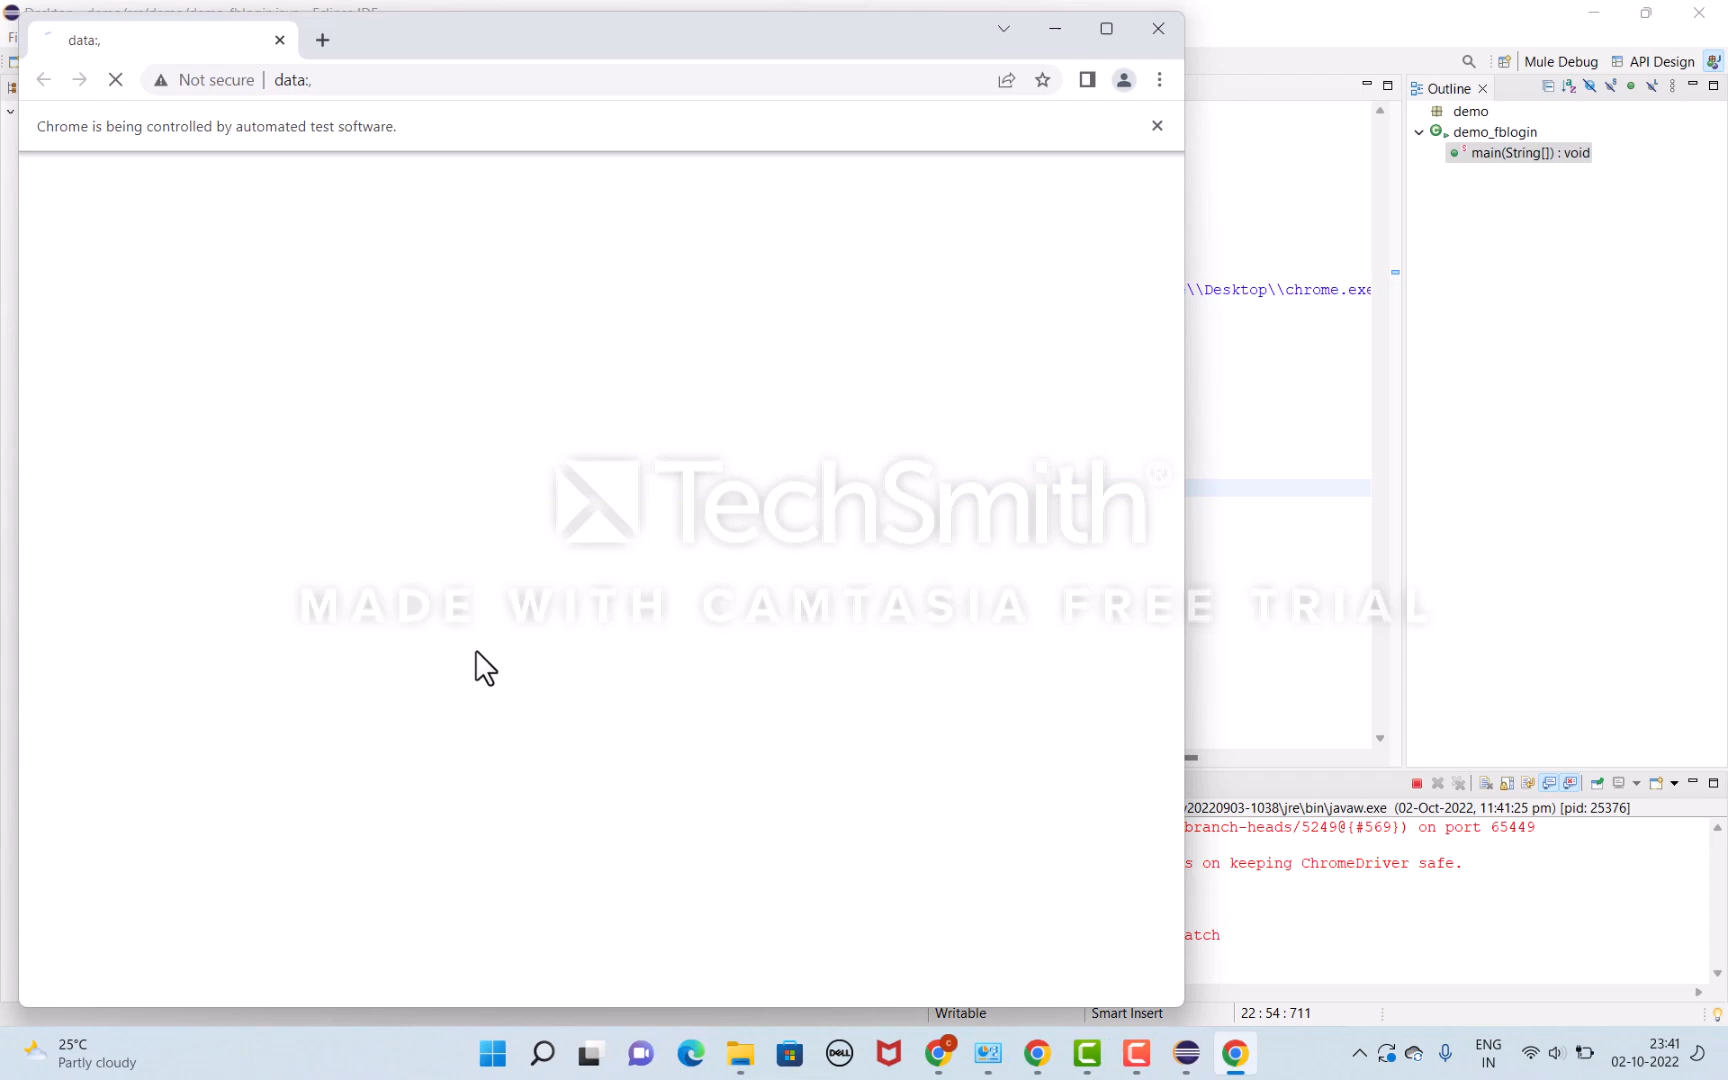 data:,
Mule Debug
API Design
Not secure
data:,
Outline
demo
Chrome is being controlled by automated test software.
demo_fblogin
main(String[]) : void
\\Desktop\\chrome.exe
TechSmith®
MADE WITH CAMTASIA FREE TRIAL
20220903-1038\jre\bin\javaw.exe (02-Oct-2022, 11:41:25 pm) [pid: 25376]
branch-heads/5249@{#569}) on port 65449
s on keeping ChromeDriver safe.
atch
Writable
Smart Insert
22 : 54 : 711
25°C
Partly cloudy
DELL
ENG
IN
23:41
02-10-2022